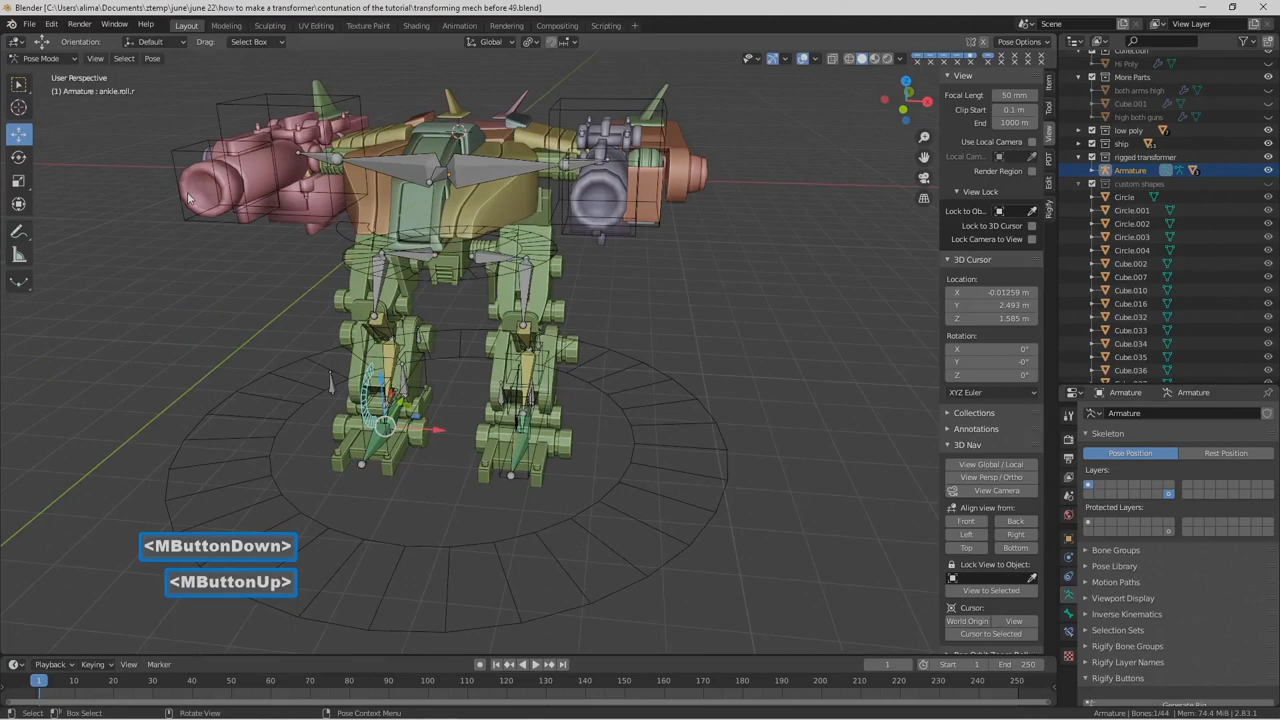 Blender [C:\Users\alima\Documents\ztemp\june\june 22\how to make a transformer\contunation of the tutorial\transforming mech before 49.blend]
File Edit Render Window Help
Layout Modeling Sculpting UV Editing Texture Paint Shading Animation Rendering Compositing Scripting
Scene View Layer
Orientation: Default Drag: Select Box Global Pose Options
Pose Mode View Select Pose
User Perspective
(1) Armature : ankle.roll.r
View
Focal Lengt 50 mm
Clip Start 0.1 m
End 1000 m
Use Local Camera
Local Cam...
Render Region
View Lock
Lock to Ob...
Lock to 3D Cursor
Lock Camera to View
3D Cursor
Location:
X -0.01259 m
Y 2.493 m
Z 1.585 m
Rotation:
X 0°
Y -0°
Z 0°
XYZ Euler
Collections
Annotations
3D Nav
View Global / Local
View Persp / Ortho
View Camera
Align view from:
Front Back
Left Right
Top Bottom
Lock View to Object:
View to Selected
Cursor:
World Origin View
Cursor to Selected
Item
Tool
View
PDT
Edit
Rigify
Hi Poly
More Parts
both arms high
Cube.001
high both guns
low poly
ship
rigged transformer
Armature
custom shapes
Circle
Circle.001
Circle.002
Circle.003
Circle.004
Cube.002
Cube.007
Cube.010
Cube.016
Cube.032
Cube.033
Cube.034
Cube.035
Cube.036
Armature Armature
Armature
Skeleton
Pose Position Rest Position
Layers:
Protected Layers:
Bone Groups
Pose Library
Motion Paths
Viewport Display
Inverse Kinematics
Selection Sets
Rigify Bone Groups
Rigify Layer Names
Rigify Buttons
<MButtonDown>
<MButtonUp>
Playback Keying View Marker 1 Start 1 End 250
1 10 20 30 40 50 60 70 80 90 100 110 120 130 140 150 160 170 180 190 200 210 220 230 240 250
Select Box Select Rotate View Pose Context Menu Armature | Bones:1/44 | Mem: 74.4 MiB | 2.83.1